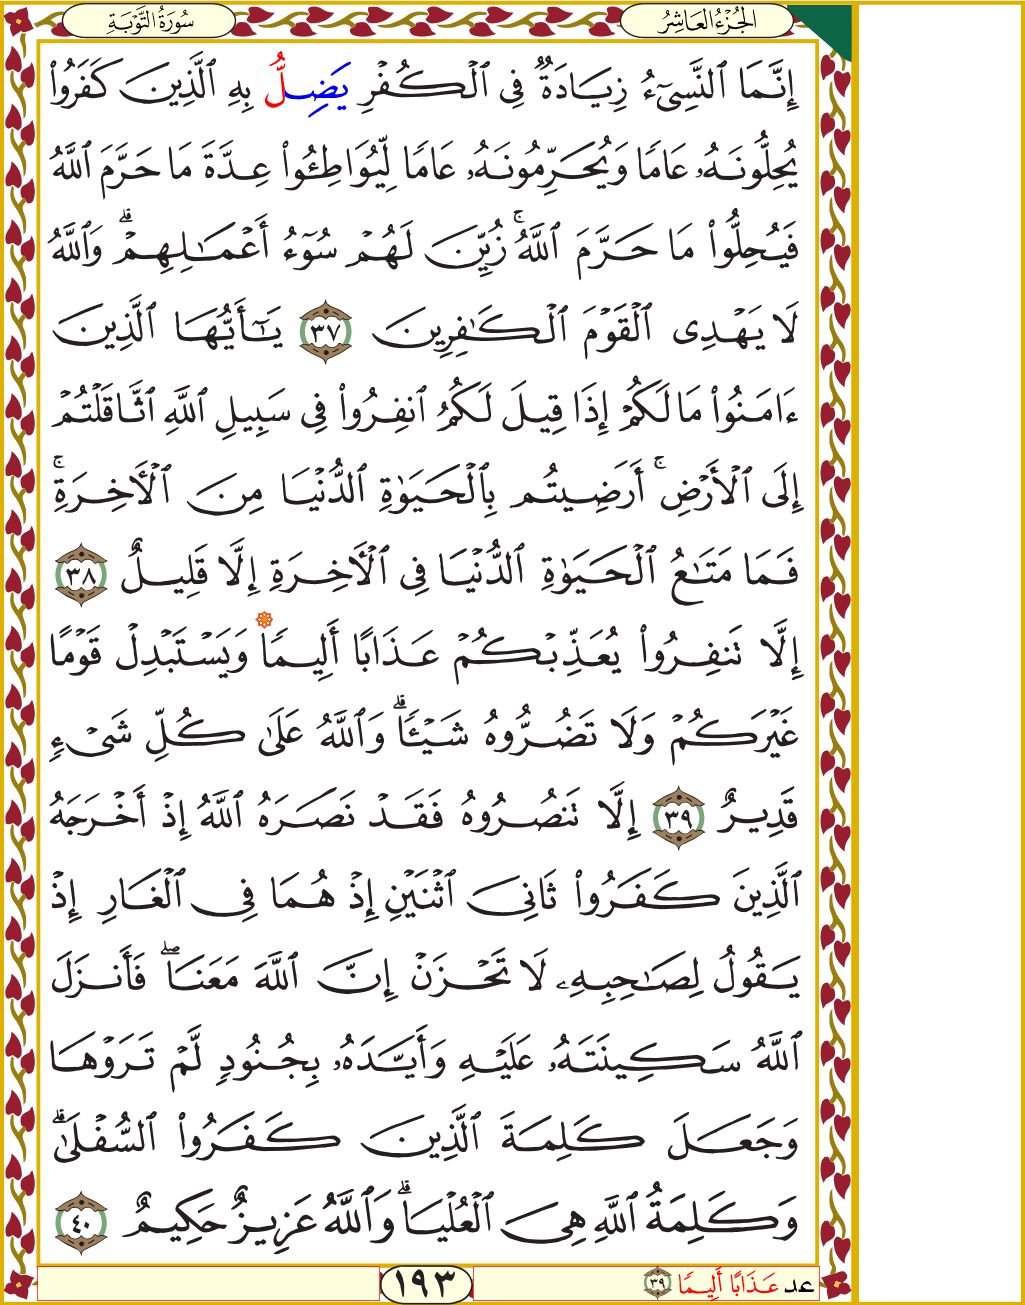 الجُزْءُ العَاشِرُ
سُورَةُ التَّوْبَةِ
إِنَّمَا ٱلنَّسِىٓءُ زِيَادَةٌ فِى ٱلْكُفْرِ يَضِلُّ بِهِ ٱلَّذِينَ كَفَرُوا۟
يُحِلُّونَهُۥ عَامًا وَيُحَرِّمُونَهُۥ عَامًا لِّيُوَاطِـُٔوا۟ عِدَّةَ مَا حَرَّمَ ٱللَّهُ
فَيُحِلُّوا۟ مَا حَرَّمَ ٱللَّهُ ۚ زُيِّنَ لَهُمْ سُوٓءُ أَعْمَـٰلِهِمْ ۗ وَٱللَّهُ
لَا يَهْدِى ٱلْقَوْمَ ٱلْكَـٰفِرِينَ ٣٧ يَـٰٓأَيُّهَا ٱلَّذِينَ
ءَامَنُوا۟ مَا لَكُمْ إِذَا قِيلَ لَكُمُ ٱنفِرُوا۟ فِى سَبِيلِ ٱللَّهِ ٱثَّاقَلْتُمْ
إِلَى ٱلْأَرْضِ ۚ أَرَضِيتُم بِٱلْحَيَوٰةِ ٱلدُّنْيَا مِنَ ٱلْـَٔاخِرَةِ ۚ
فَمَا مَتَـٰعُ ٱلْحَيَوٰةِ ٱلدُّنْيَا فِى ٱلْـَٔاخِرَةِ إِلَّا قَلِيلٌ ٣٨
إِلَّا تَنفِرُوا۟ يُعَذِّبْكُمْ عَذَابًا أَلِيمًا وَيَسْتَبْدِلْ قَوْمًا
غَيْرَكُمْ وَلَا تَضُرُّوهُ شَيْـًٔا ۗ وَٱللَّهُ عَلَىٰ كُلِّ شَىْءٍ
قَدِيرٌ ٣٩ إِلَّا تَنصُرُوهُ فَقَدْ نَصَرَهُ ٱللَّهُ إِذْ أَخْرَجَهُ
ٱلَّذِينَ كَفَرُوا۟ ثَانِىَ ٱثْنَيْنِ إِذْ هُمَا فِى ٱلْغَارِ إِذْ
يَقُولُ لِصَـٰحِبِهِۦ لَا تَحْزَنْ إِنَّ ٱللَّهَ مَعَنَا ۖ فَأَنزَلَ
ٱللَّهُ سَكِينَتَهُۥ عَلَيْهِ وَأَيَّدَهُۥ بِجُنُودٍ لَّمْ تَرَوْهَا
وَجَعَلَ كَلِمَةَ ٱلَّذِينَ كَفَرُوا۟ ٱلسُّفْلَىٰ ۗ
وَكَلِمَةُ ٱللَّهِ هِىَ ٱلْعُلْيَا ۗ وَٱللَّهُ عَزِيزٌ حَكِيمٌ ٤٠
عد عَذَابًا أَلِيمًا ٣٩
١٩٣